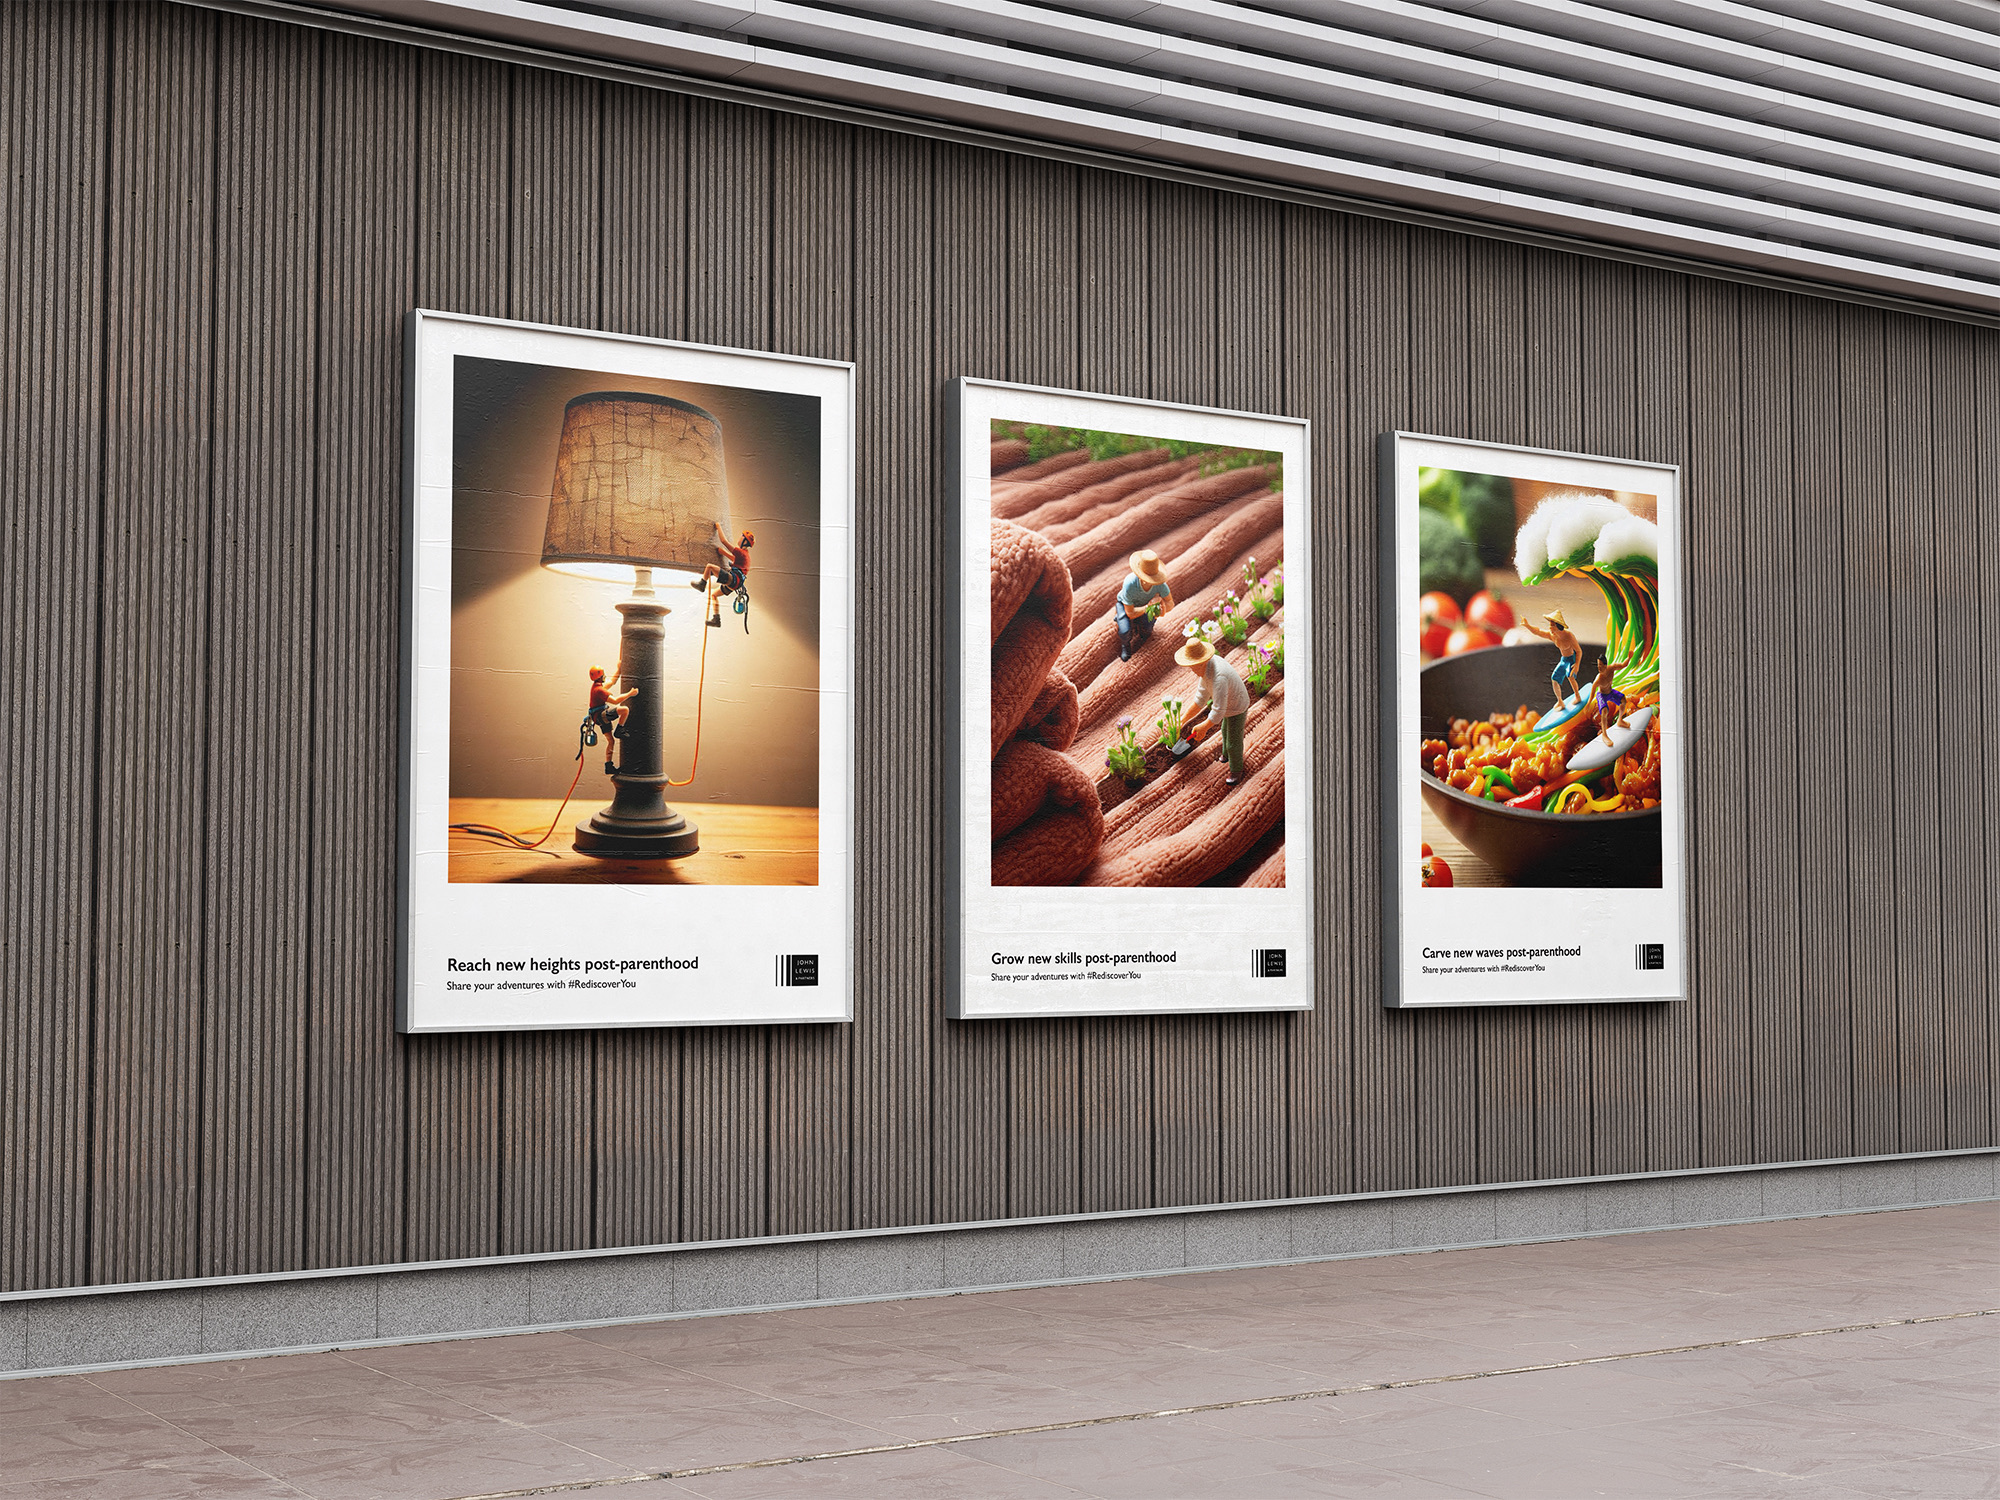 Reach new heights post-parenthood
Share your adventures with #RediscoverYou
JOHN
LEWIS
& PARTNERS
Grow new skills post-parenthood
Share your adventures with #RediscoverYou
JOHN
LEWIS
& PARTNERS
Carve new waves post-parenthood
Share your adventures with #RediscoverYou
JOHN
LEWIS
& PARTNERS